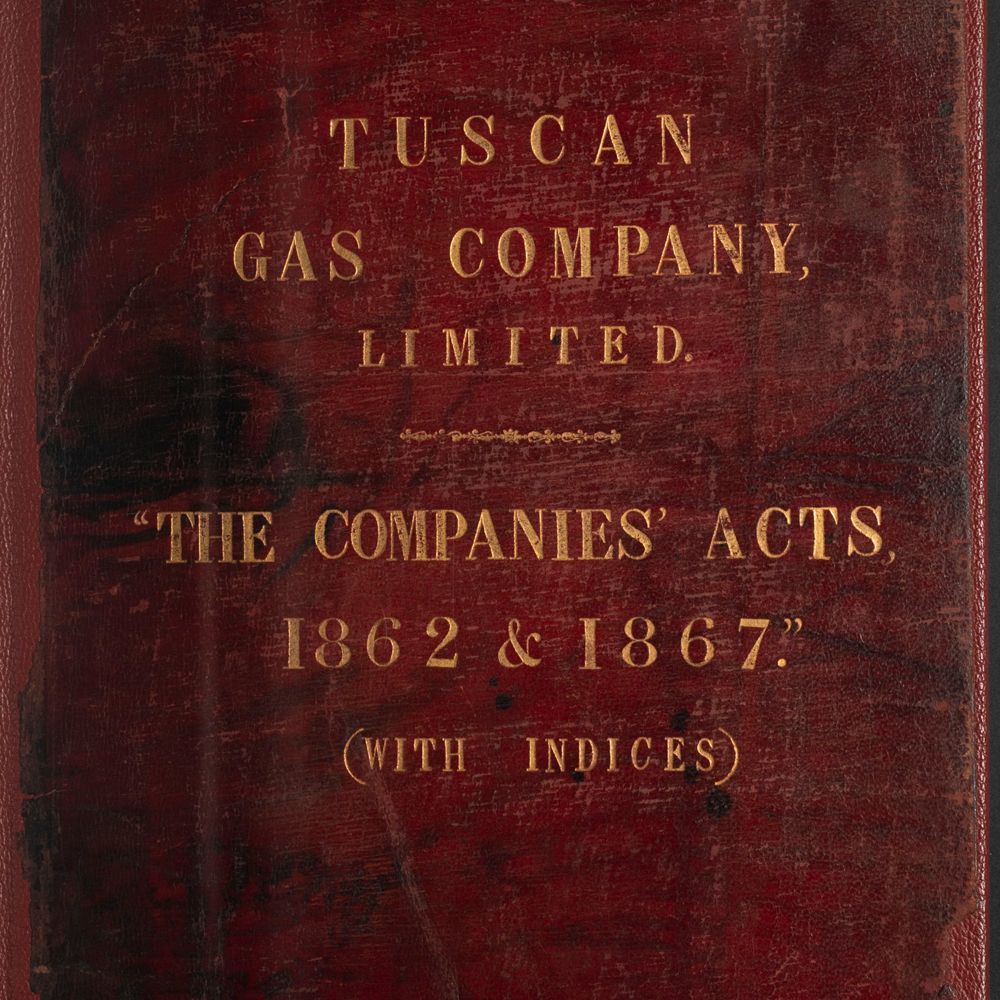 TUSCAN
GAS COMPANY,
LIMITED.
“THE COMPANIES’ ACTS,
1862 & 1867.”
(WITH INDICES)